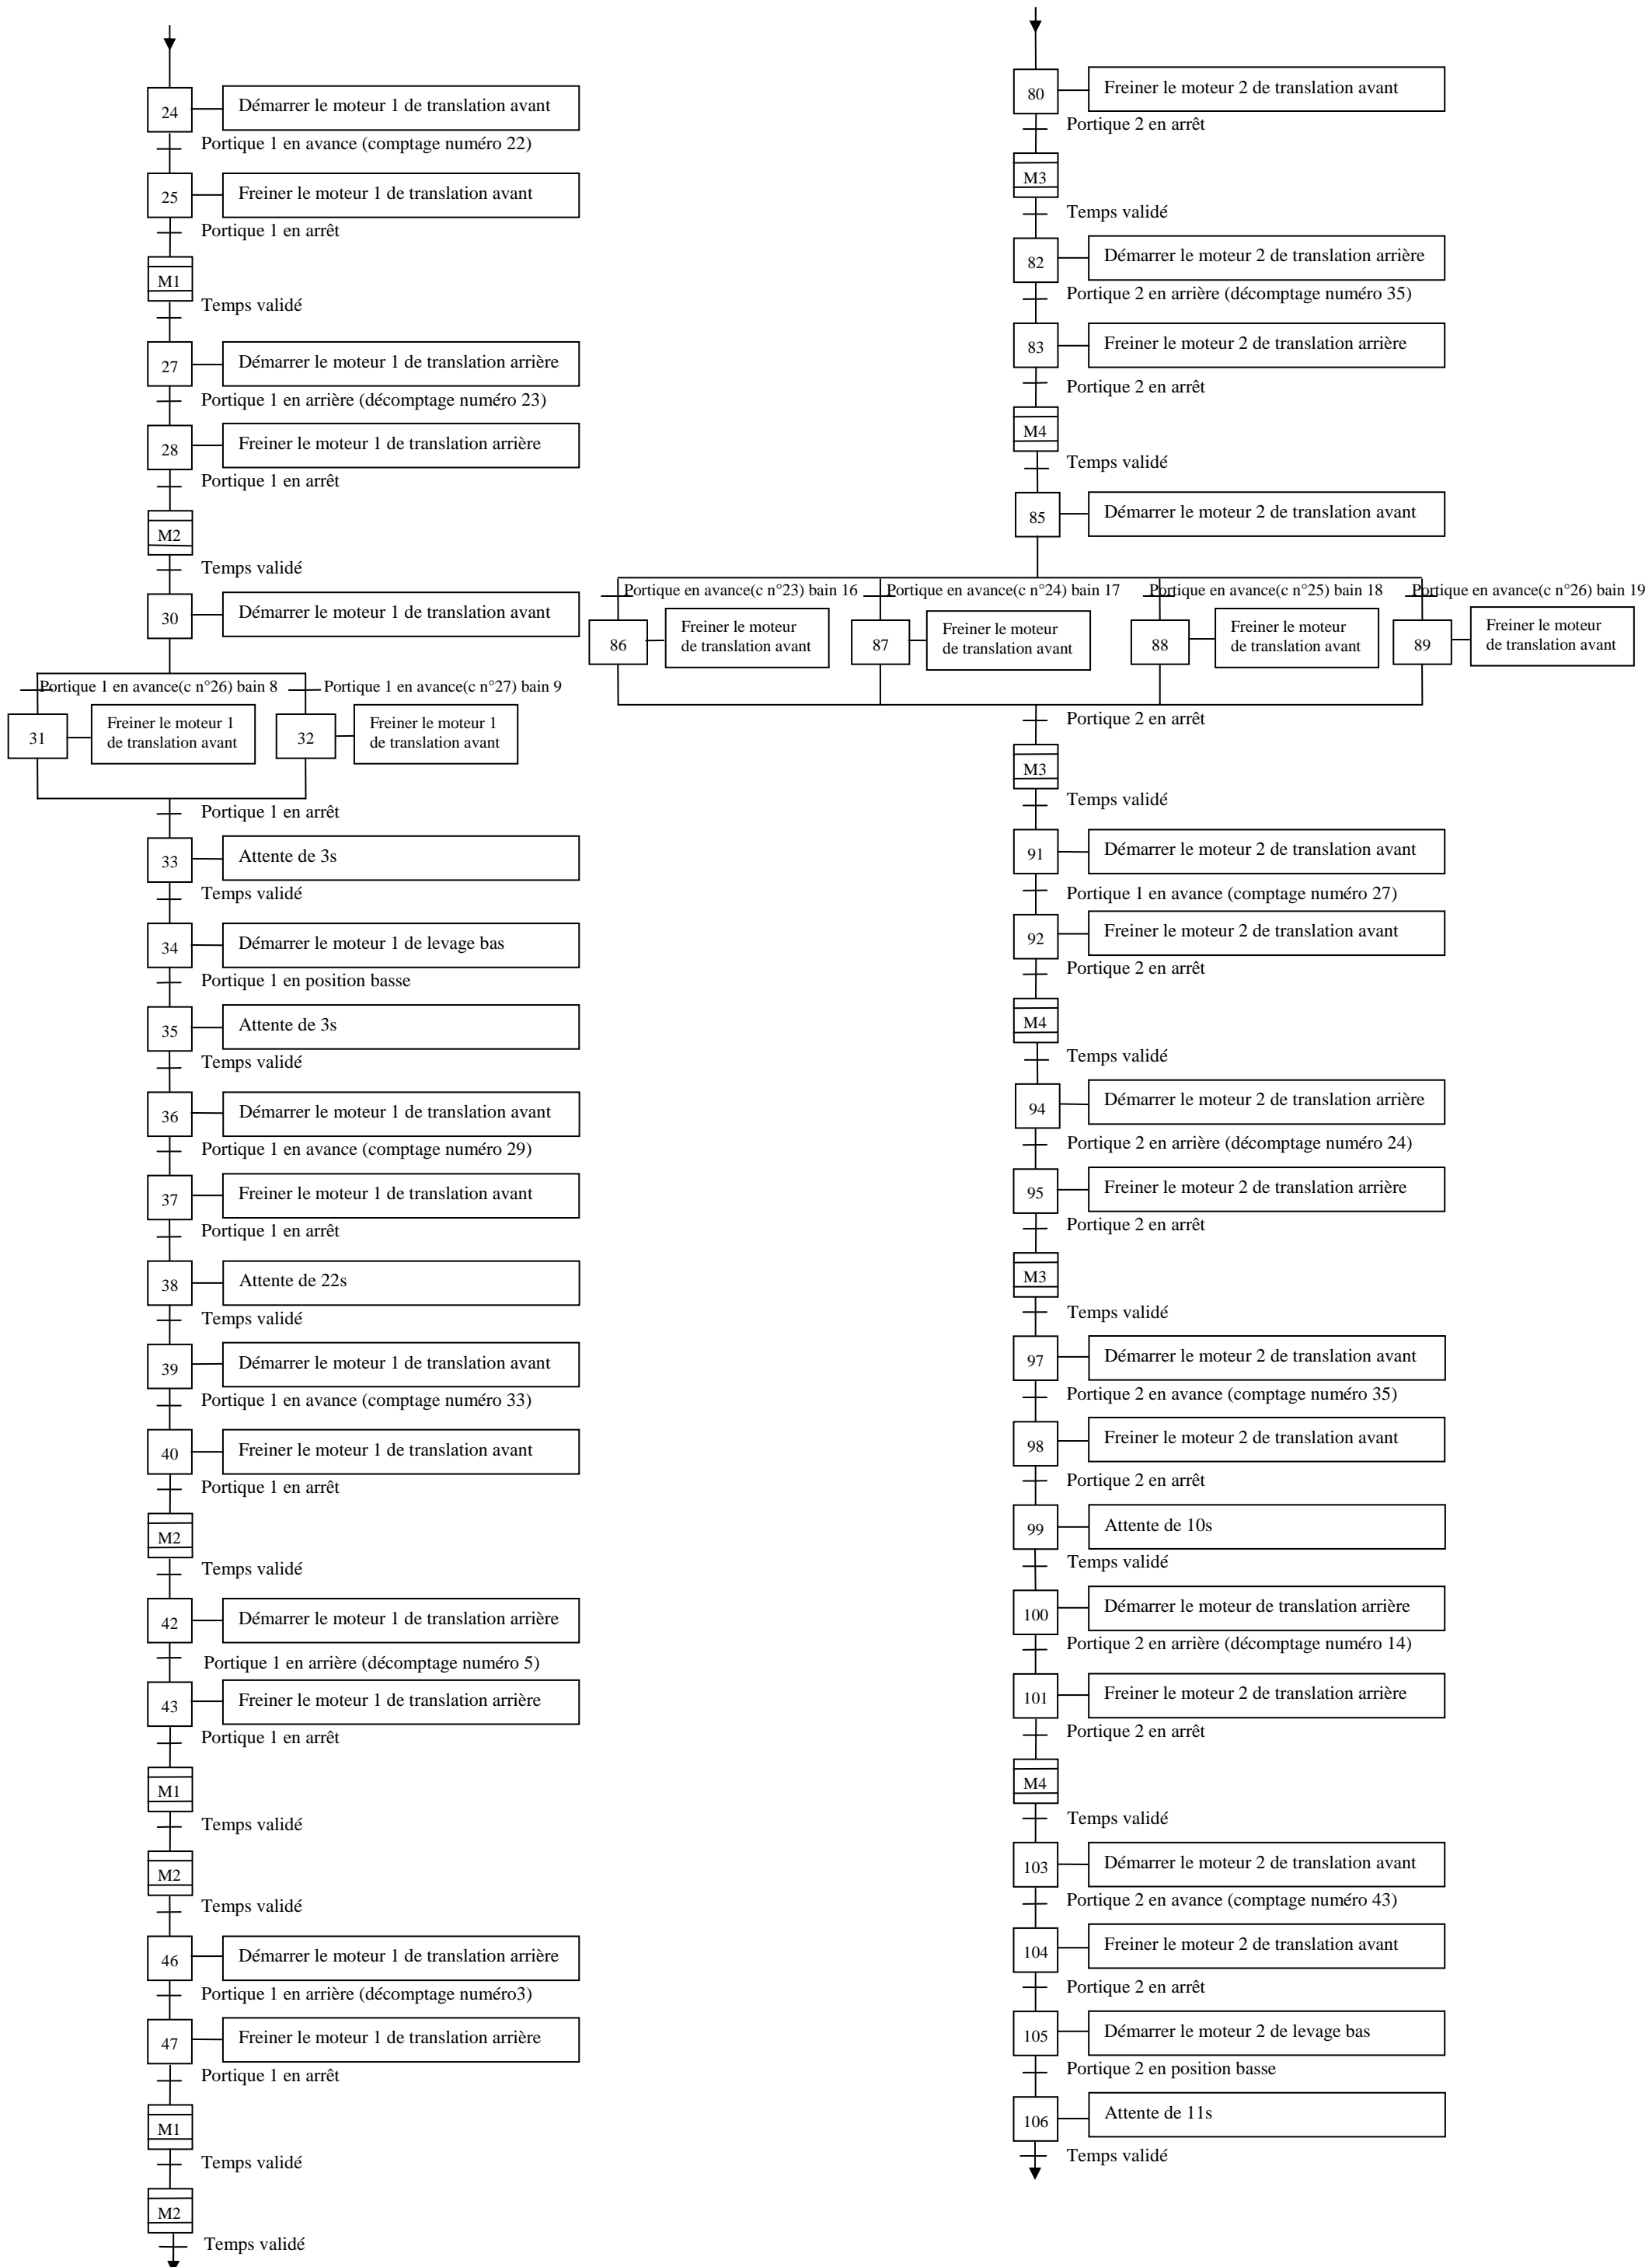 24
Démarrer le moteur 1 de translation avant
Portique 1 en avance (comptage numéro 22)
25
Freiner le moteur 1 de translation avant
Portique 1 en arrêt
M1
Temps validé
27
Démarrer le moteur 1 de translation arrière
Portique 1 en arrière (décomptage numéro 23)
28
Freiner le moteur 1 de translation arrière
Portique 1 en arrêt
M2
Temps validé
30
Démarrer le moteur 1 de translation avant
Portique 1 en avance(c n°26) bain 8
Portique 1 en avance(c n°27) bain 9
31
Freiner le moteur 1
de translation avant
32
Freiner le moteur 1
de translation avant
Portique 1 en arrêt
33
Attente de 3s
Temps validé
34
Démarrer le moteur 1 de levage bas
Portique 1 en position basse
35
Attente de 3s
Temps validé
36
Démarrer le moteur 1 de translation avant
Portique 1 en avance (comptage numéro 29)
37
Freiner le moteur 1 de translation avant
Portique 1 en arrêt
38
Attente de 22s
Temps validé
39
Démarrer le moteur 1 de translation avant
Portique 1 en avance (comptage numéro 33)
40
Freiner le moteur 1 de translation avant
Portique 1 en arrêt
M2
Temps validé
42
Démarrer le moteur 1 de translation arrière
Portique 1 en arrière (décomptage numéro 5)
43
Freiner le moteur 1 de translation arrière
Portique 1 en arrêt
M1
Temps validé
M2
Temps validé
46
Démarrer le moteur 1 de translation arrière
Portique 1 en arrière (décomptage numéro3)
47
Freiner le moteur 1 de translation arrière
Portique 1 en arrêt
M1
Temps validé
M2
Temps validé
80
Freiner le moteur 2 de translation avant
Portique 2 en arrêt
M3
Temps validé
82
Démarrer le moteur 2 de translation arrière
Portique 2 en arrière (décomptage numéro 35)
83
Freiner le moteur 2 de translation arrière
Portique 2 en arrêt
M4
Temps validé
85
Démarrer le moteur 2 de translation avant
Portique en avance(c n°23) bain 16
Portique en avance(c n°24) bain 17
Portique en avance(c n°25) bain 18
Portique en avance(c n°26) bain 19
86
Freiner le moteur
de translation avant
87
Freiner le moteur
de translation avant
88
Freiner le moteur
de translation avant
89
Freiner le moteur
de translation avant
Portique 2 en arrêt
M3
Temps validé
91
Démarrer le moteur 2 de translation avant
Portique 1 en avance (comptage numéro 27)
92
Freiner le moteur 2 de translation avant
Portique 2 en arrêt
M4
Temps validé
94
Démarrer le moteur 2 de translation arrière
Portique 2 en arrière (décomptage numéro 24)
95
Freiner le moteur 2 de translation arrière
Portique 2 en arrêt
M3
Temps validé
97
Démarrer le moteur 2 de translation avant
Portique 2 en avance (comptage numéro 35)
98
Freiner le moteur 2 de translation avant
Portique 2 en arrêt
99
Attente de 10s
Temps validé
100
Démarrer le moteur de translation arrière
Portique 2 en arrière (décomptage numéro 14)
101
Freiner le moteur 2 de translation arrière
Portique 2 en arrêt
M4
Temps validé
103
Démarrer le moteur 2 de translation avant
Portique 2 en avance (comptage numéro 43)
104
Freiner le moteur 2 de translation avant
Portique 2 en arrêt
105
Démarrer le moteur 2 de levage bas
Portique 2 en position basse
106
Attente de 11s
Temps validé